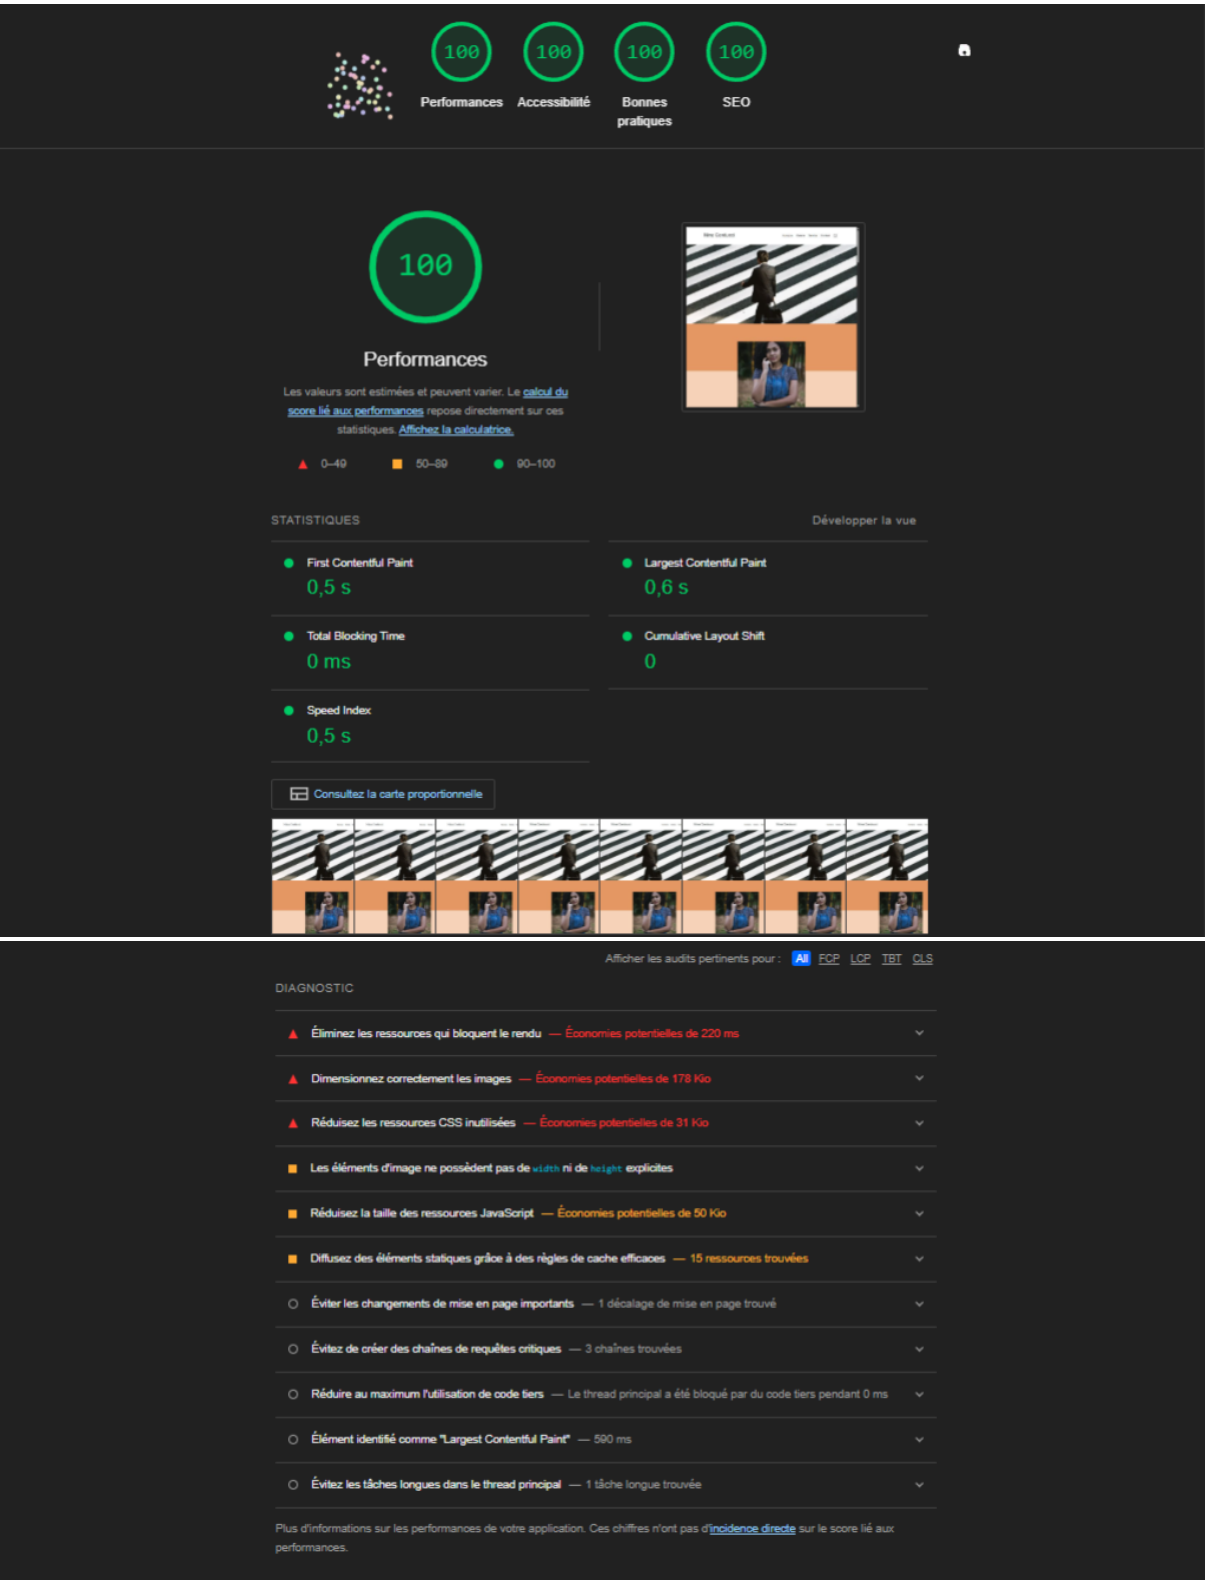 100 100 100 100
Performances Accessibilité Bonnes pratiques SEO
100
Performances
Les valeurs sont estimées et peuvent varier. Le calcul du
score lié aux performances repose directement sur ces
statistiques. Affichez la calculatrice.
0–49 50–89 90–100
STATISTIQUES Développer la vue
First Contentful Paint
0,5 s
Largest Contentful Paint
0,6 s
Total Blocking Time
0 ms
Cumulative Layout Shift
0
Speed Index
0,5 s
Consultez la carte proportionnelle
Afficher les audits pertinents pour : All FCP LCP TBT CLS
DIAGNOSTIC
Éliminez les ressources qui bloquent le rendu — Économies potentielles de 220 ms
Dimensionnez correctement les images — Économies potentielles de 178 Kio
Réduisez les ressources CSS inutilisées — Économies potentielles de 31 Kio
Les éléments d'image ne possèdent pas de width ni de height explicites
Réduisez la taille des ressources JavaScript — Économies potentielles de 50 Kio
Diffusez des éléments statiques grâce à des règles de cache efficaces — 15 ressources trouvées
Éviter les changements de mise en page importants — 1 décalage de mise en page trouvé
Évitez de créer des chaînes de requêtes critiques — 3 chaînes trouvées
Réduire au maximum l'utilisation de code tiers — Le thread principal a été bloqué par du code tiers pendant 0 ms
Élément identifié comme "Largest Contentful Paint" — 590 ms
Évitez les tâches longues dans le thread principal — 1 tâche longue trouvée
Plus d'informations sur les performances de votre application. Ces chiffres n'ont pas d'incidence directe sur le score lié aux
performances.